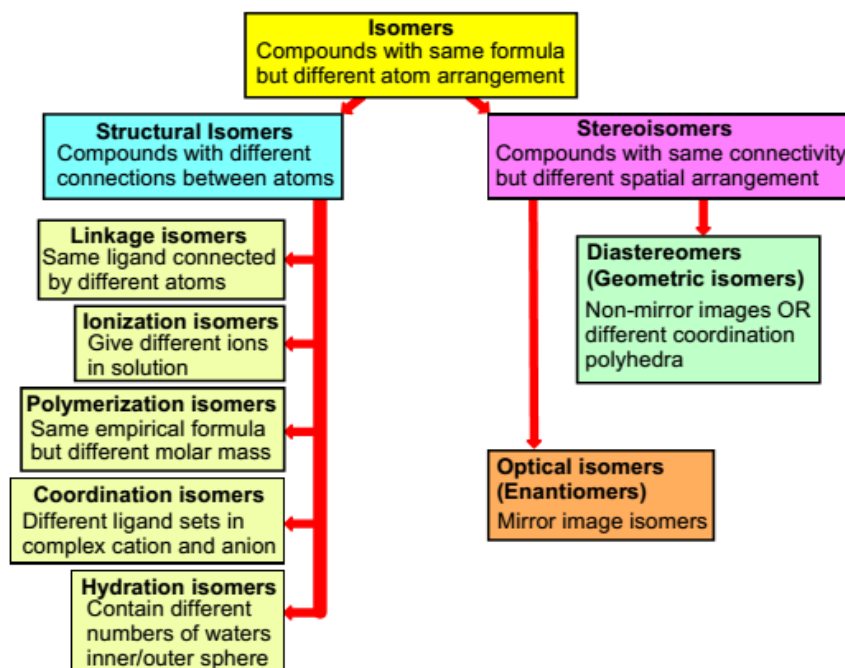 Isomers
Compounds with same formula
but different atom arrangement
Structural Isomers
Compounds with different
connections between atoms
Stereoisomers
Compounds with same connectivity
but different spatial arrangement
Linkage isomers
Same ligand connected
by different atoms
Ionization isomers
Give different ions
in solution
Polymerization isomers
Same empirical formula
but different molar mass
Coordination isomers
Different ligand sets in
complex cation and anion
Hydration isomers
Contain different
numbers of waters
inner/outer sphere
Diastereomers
(Geometric isomers)
Non-mirror images OR
different coordination
polyhedra
Optical isomers
(Enantiomers)
Mirror image isomers